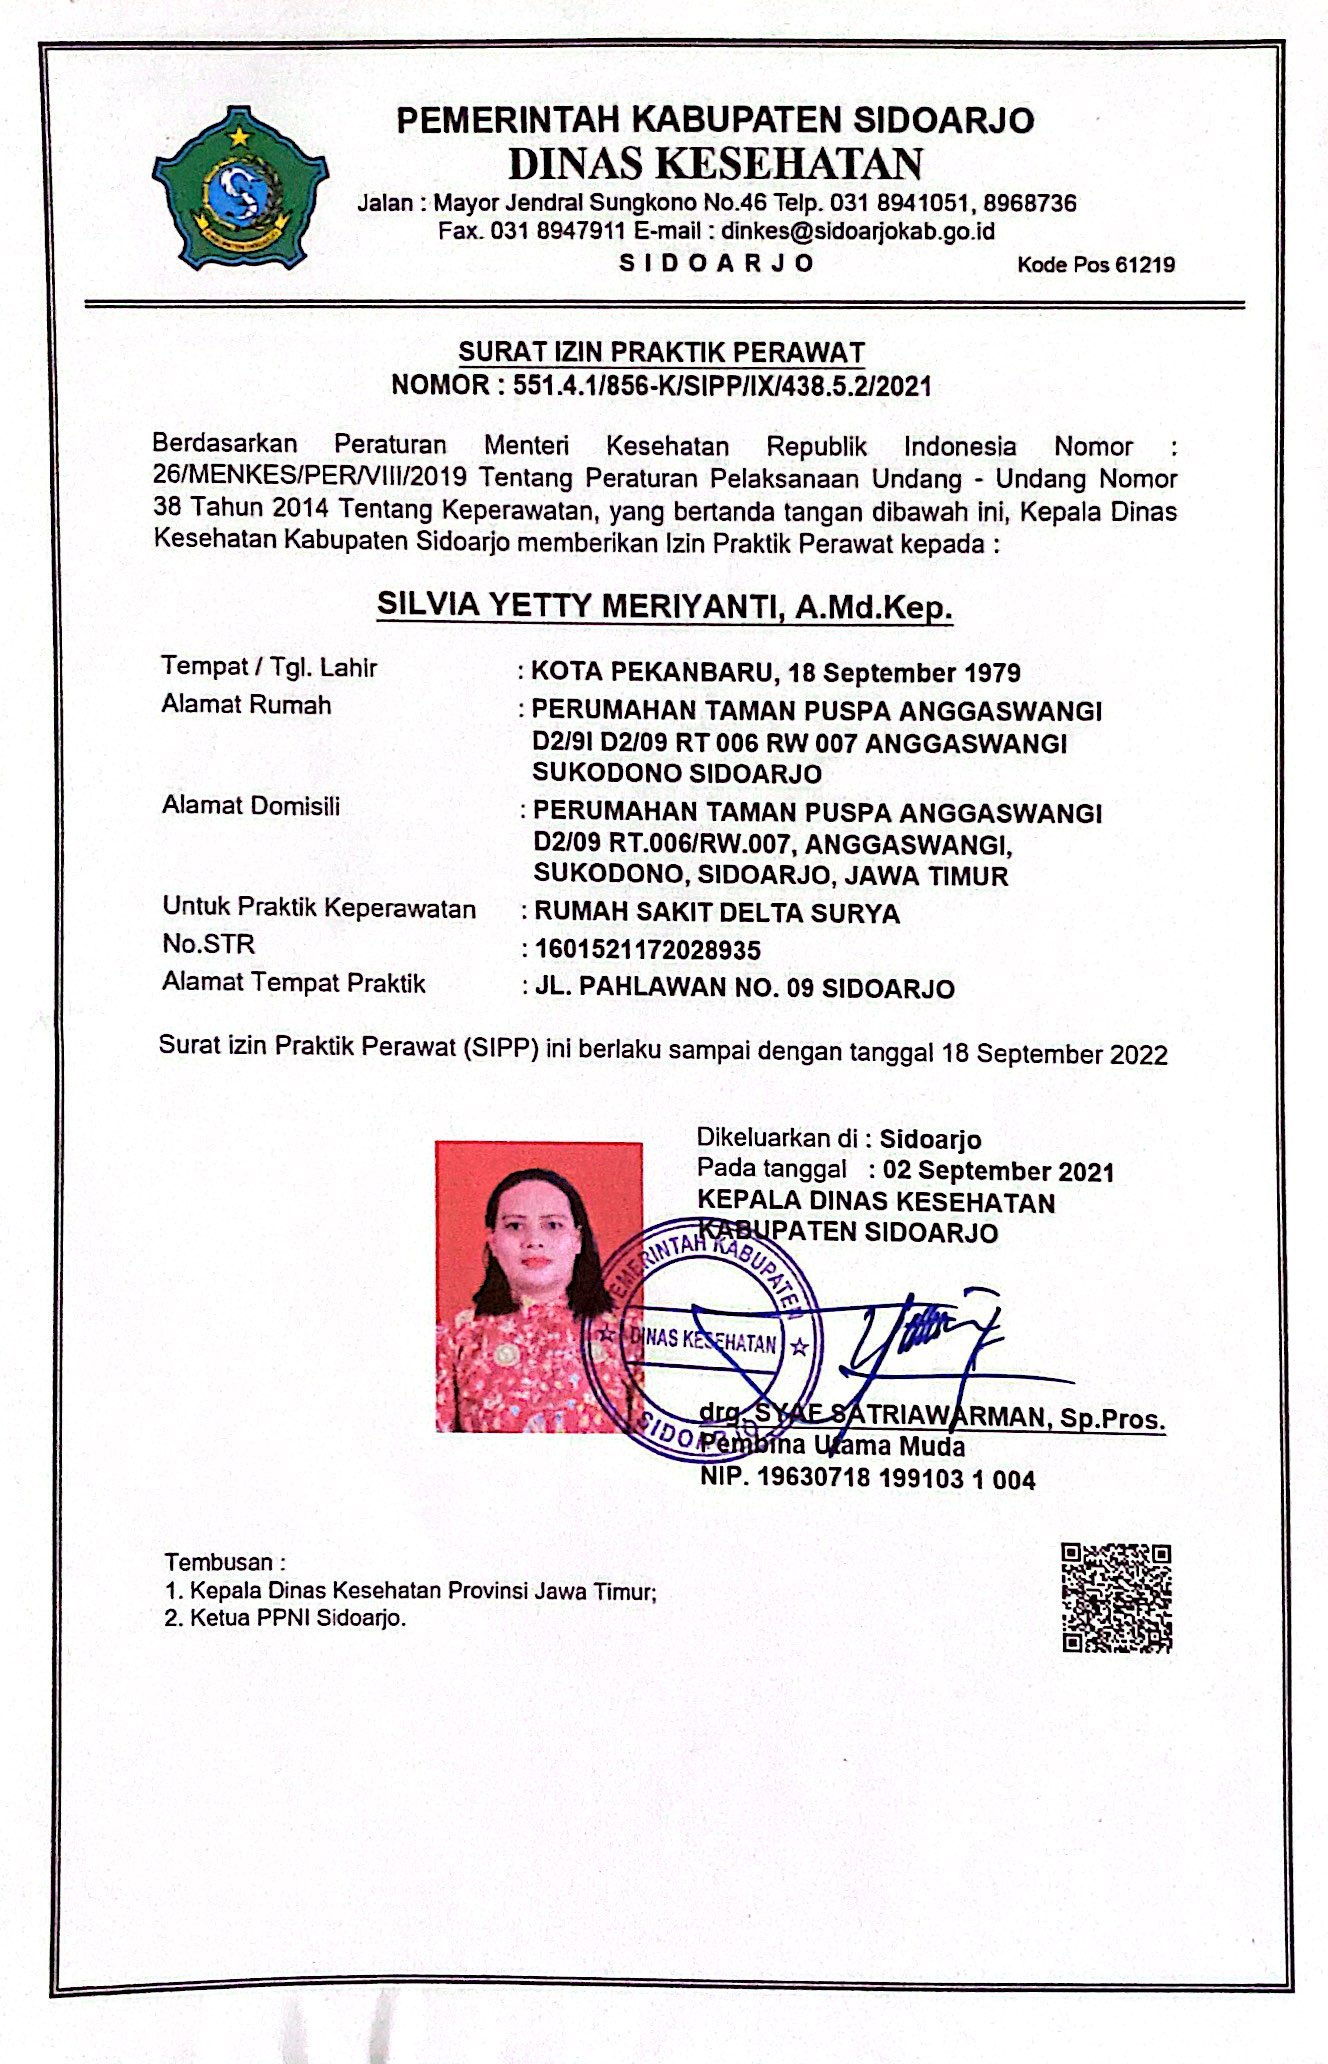 PEMERINTAH KABUPATEN SIDOARJO
DINAS KESEHATAN
Jalan : Mayor Jendral Sungkono No.46 Telp. 031 8941051, 8968736
Fax. 031 8947911 E-mail : dinkes@sidoarjokab.go.id
S I D O A R J O Kode Pos 61219
SURAT IZIN PRAKTIK PERAWAT
NOMOR : 551.4.1/856-K/SIPP/IX/438.5.2/2021
Berdasarkan Peraturan Menteri Kesehatan Republik Indonesia Nomor :
26/MENKES/PER/VIII/2019 Tentang Peraturan Pelaksanaan Undang - Undang Nomor
38 Tahun 2014 Tentang Keperawatan, yang bertanda tangan dibawah ini, Kepala Dinas
Kesehatan Kabupaten Sidoarjo memberikan Izin Praktik Perawat kepada :
SILVIA YETTY MERIYANTI, A.Md.Kep.
Tempat / Tgl. Lahir : KOTA PEKANBARU, 18 September 1979
Alamat Rumah : PERUMAHAN TAMAN PUSPA ANGGASWANGI
D2/9I D2/09 RT 006 RW 007 ANGGASWANGI
SUKODONO SIDOARJO
Alamat Domisili : PERUMAHAN TAMAN PUSPA ANGGASWANGI
D2/09 RT.006/RW.007, ANGGASWANGI,
SUKODONO, SIDOARJO, JAWA TIMUR
Untuk Praktik Keperawatan : RUMAH SAKIT DELTA SURYA
No.STR : 1601521172028935
Alamat Tempat Praktik : JL. PAHLAWAN NO. 09 SIDOARJO
Surat izin Praktik Perawat (SIPP) ini berlaku sampai dengan tanggal 18 September 2022
Dikeluarkan di : Sidoarjo
Pada tanggal : 02 September 2021
KEPALA DINAS KESEHATAN
KABUPATEN SIDOARJO
PEMERINTAH KABUPATEN
DINAS KESEHATAN
SIDOARJO
drg. SYAF SATRIAWARMAN, Sp.Pros.
Pembina Utama Muda
NIP. 19630718 199103 1 004
Tembusan :
1. Kepala Dinas Kesehatan Provinsi Jawa Timur;
2. Ketua PPNI Sidoarjo.